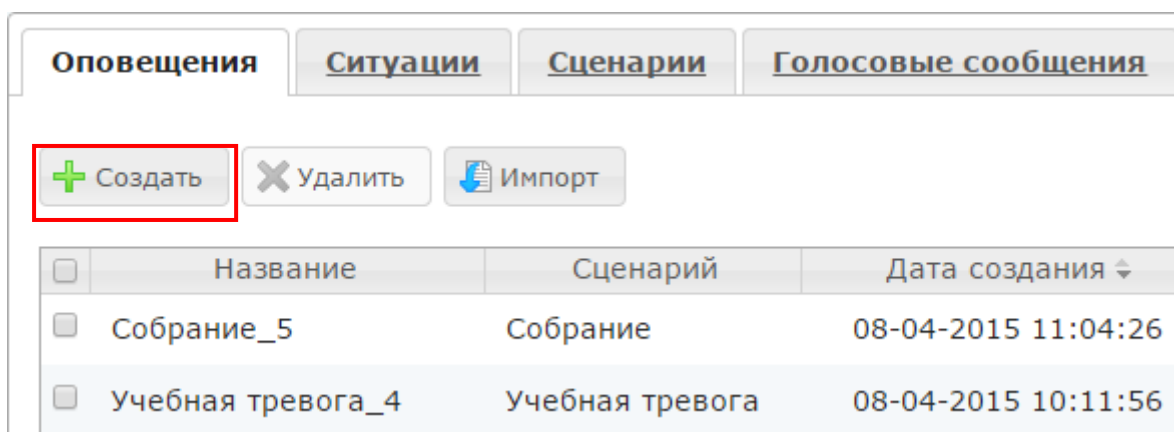 Оповещения Ситуации Сценарии Голосовые сообщения
Создать Удалить Импорт
Название Сценарий Дата создания
Собрание_5 Собрание 08-04-2015 11:04:26
Учебная тревога_4 Учебная тревога 08-04-2015 10:11:56